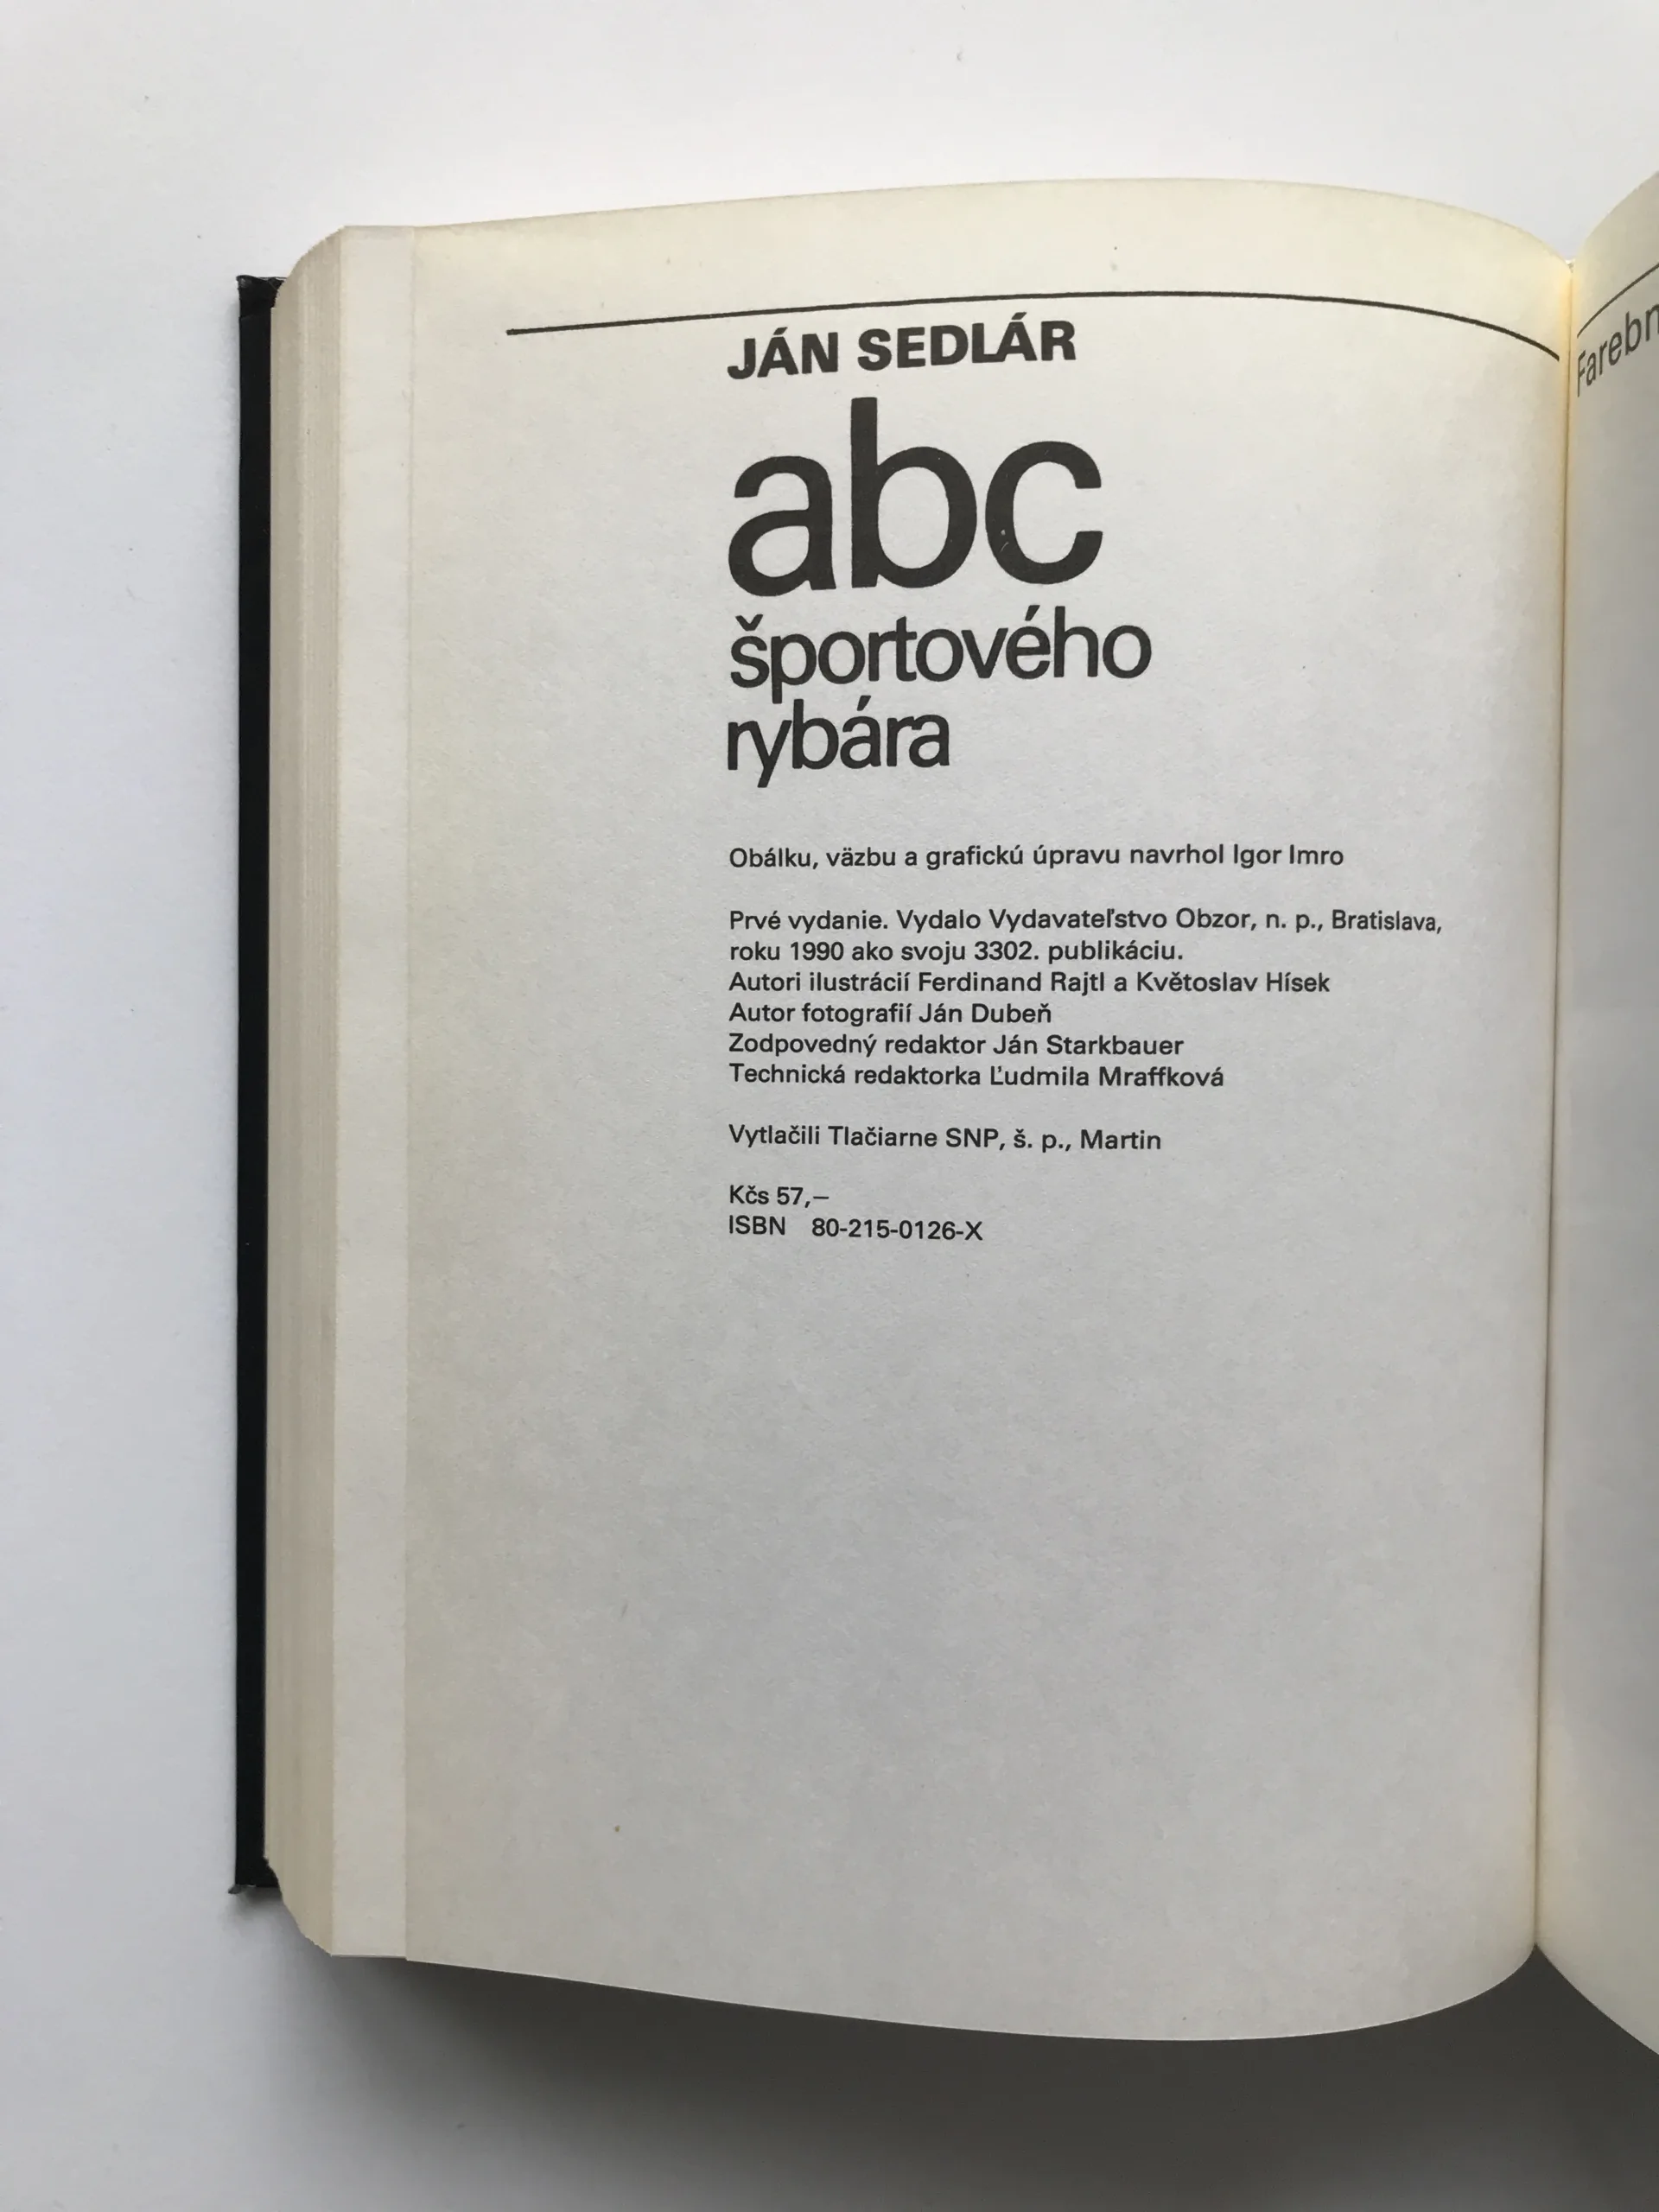 JÁN SEDLÁR
abc
športového
rybára
Obálku, väzbu a grafickú úpravu navrhol Igor Imro
Prvé vydanie. Vydalo Vydavateľstvo Obzor, n. p., Bratislava,
roku 1990 ako svoju 3302. publikáciu.
Autori ilustrácií Ferdinand Rajtl a Květoslav Hísek
Autor fotografií Ján Dubeň
Zodpovedný redaktor Ján Starkbauer
Technická redaktorka Ľudmila Mraffková
Vytlačili Tlačiarne SNP, š. p., Martin
Kčs 57,–
ISBN 80-215-0126-X